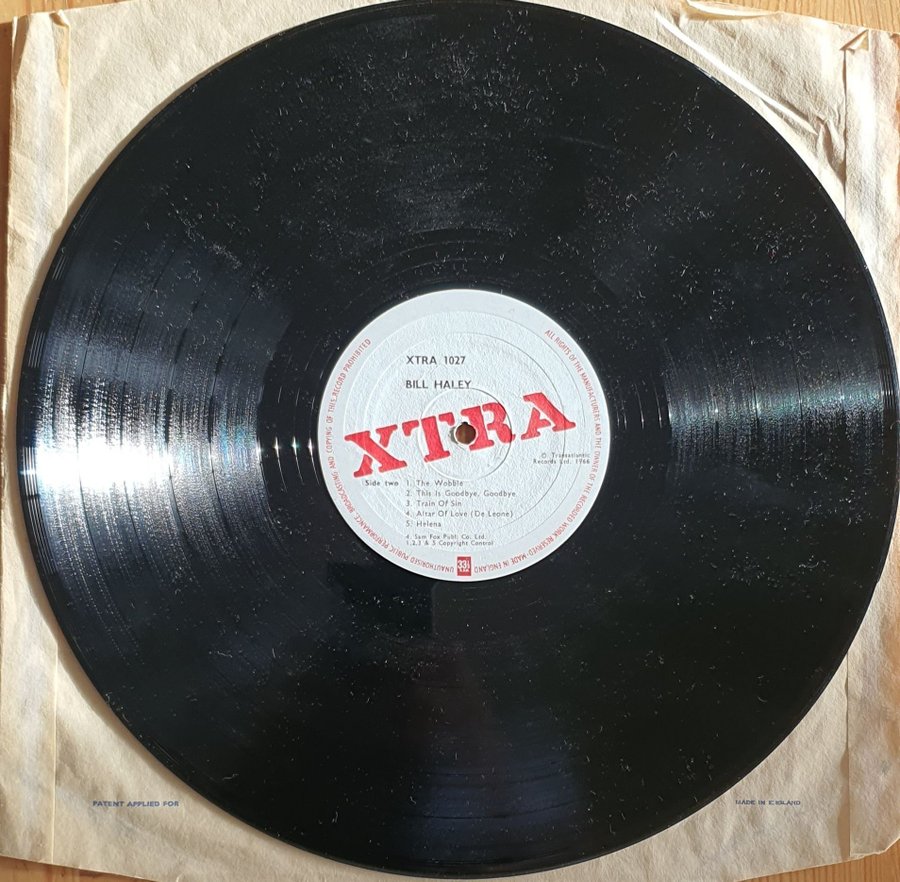 XTRA 1027
BILL HALEY
XTRA
© Transatlantic
Records Ltd. 1966
Side two
1. The Wobble
2. This Is Goodbye, Goodbye
3. Train Of Sin
4. Altar Of Love (De Leone)
5. Helena
4. Sam Fox Publ: Co. Ltd.
1,2,3 & 5 Copyright Control
33⅓
ALL RIGHTS OF THE MANUFACTURERS AND THE OWNER OF THE RECORDED WORK RESERVED-MADE IN ENGLAND
UNAUTHORISED PUBLIC PERFORMANCE, BROADCASTING AND COPYING OF THIS RECORD PROHIBITED
PATENT APPLIED FOR
MADE IN ENGLAND